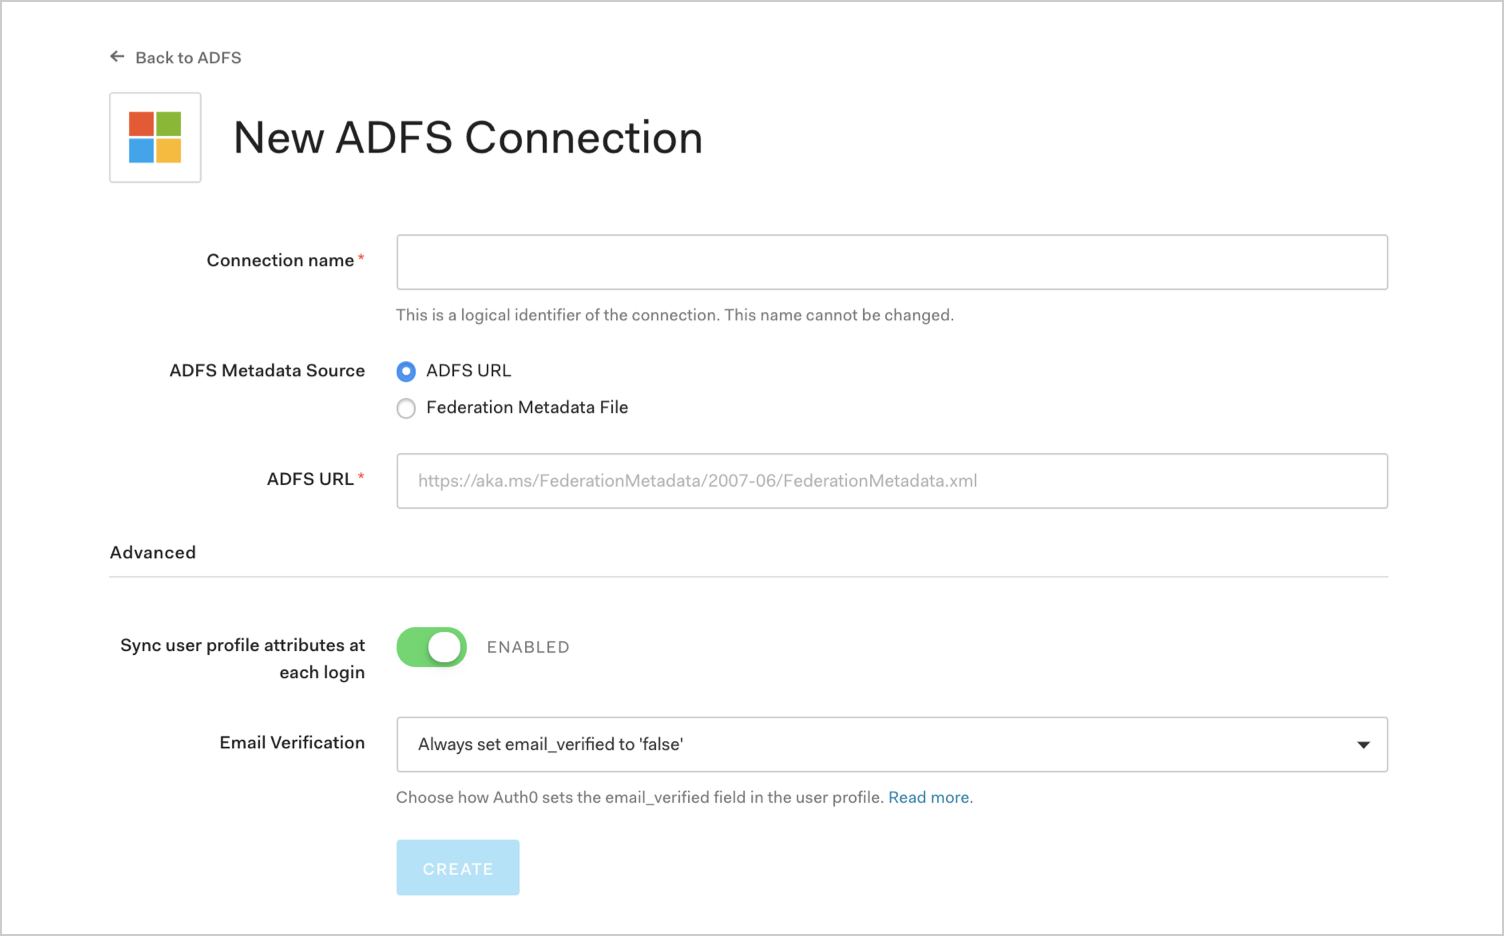 Back to ADFS
New ADFS Connection
Connection name*
This is a logical identifier of the connection. This name cannot be changed.
ADFS Metadata Source
ADFS URL
Federation Metadata File
ADFS URL*
https://aka.ms/FederationMetadata/2007-06/FederationMetadata.xml
Advanced
Sync user profile attributes at
each login
ENABLED
Email Verification
Always set email_verified to 'false'
Choose how Auth0 sets the email_verified field in the user profile. Read more.
CREATE